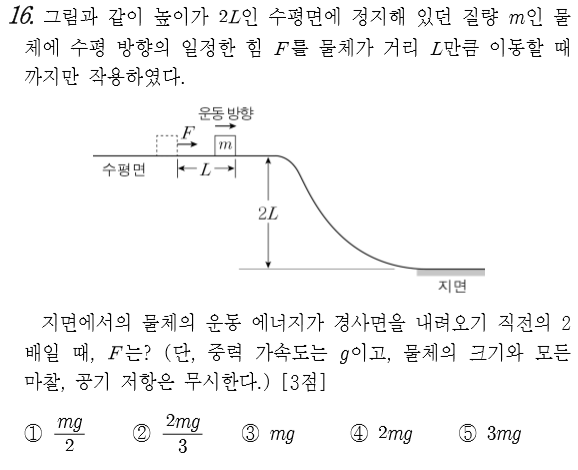 16. 그림과 같이 높이가 2L인 수평면에 정지해 있던 질량 m인 물
체에 수평 방향의 일정한 힘 F를 물체가 거리 L만큼 이동할 때
까지만 작용하였다.
운동 방향
F
m
수평면
L
2L
지면
지면에서의 물체의 운동 에너지가 경사면을 내려오기 직전의 2
배일 때, F는? (단, 중력 가속도는 g이고, 물체의 크기와 모든
마찰, 공기 저항은 무시한다.) [3점]
① mg/2 ② 2mg/3 ③ mg ④ 2mg ⑤ 3mg